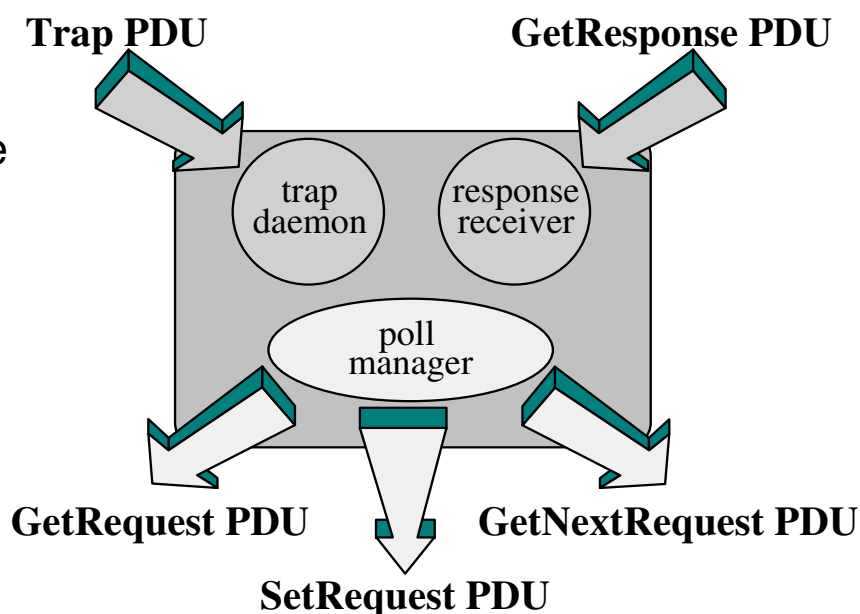 Trap PDU
GetResponse PDU
e
trap
daemon
response
receiver
poll
manager
GetRequest PDU
GetNextRequest PDU
SetRequest PDU